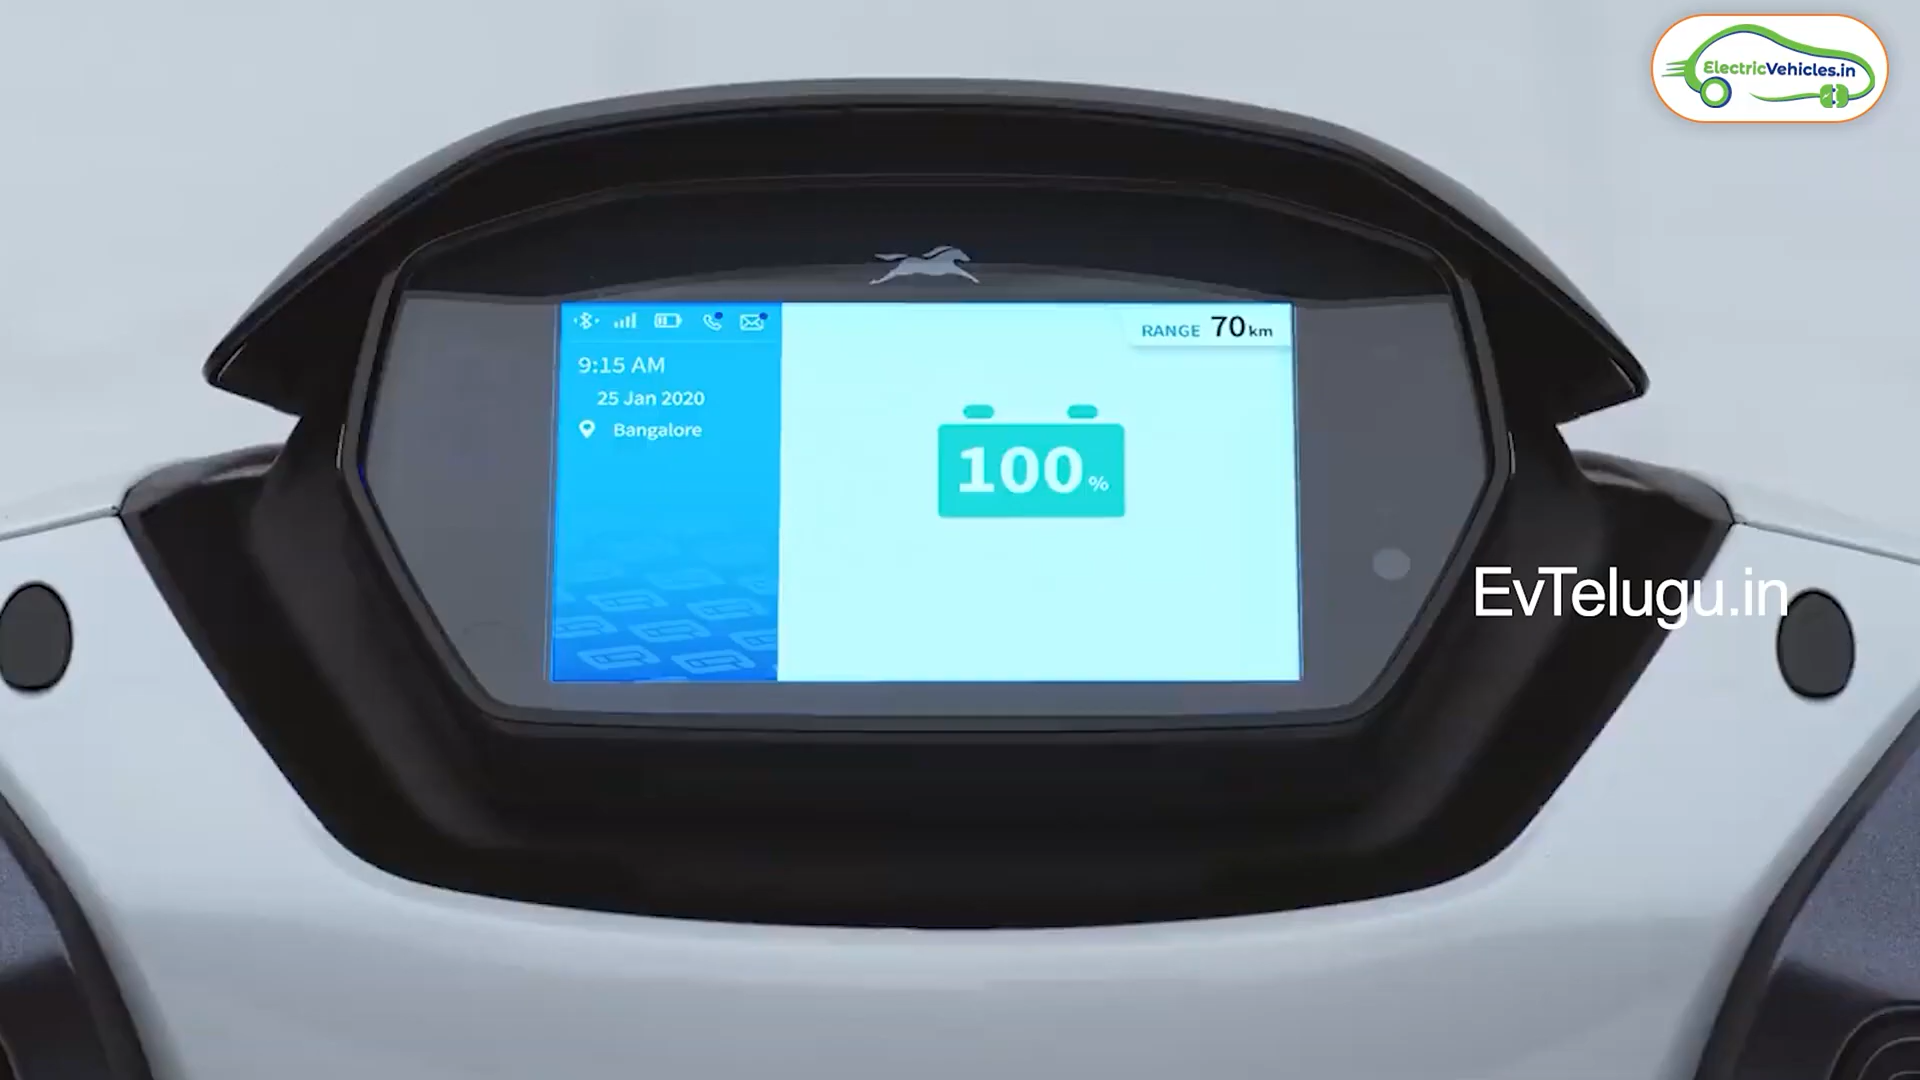 ElectricVehicles.in
RANGE 70 km
9:15 AM
25 Jan 2020
Bangalore
100 %
EvTelugu.in